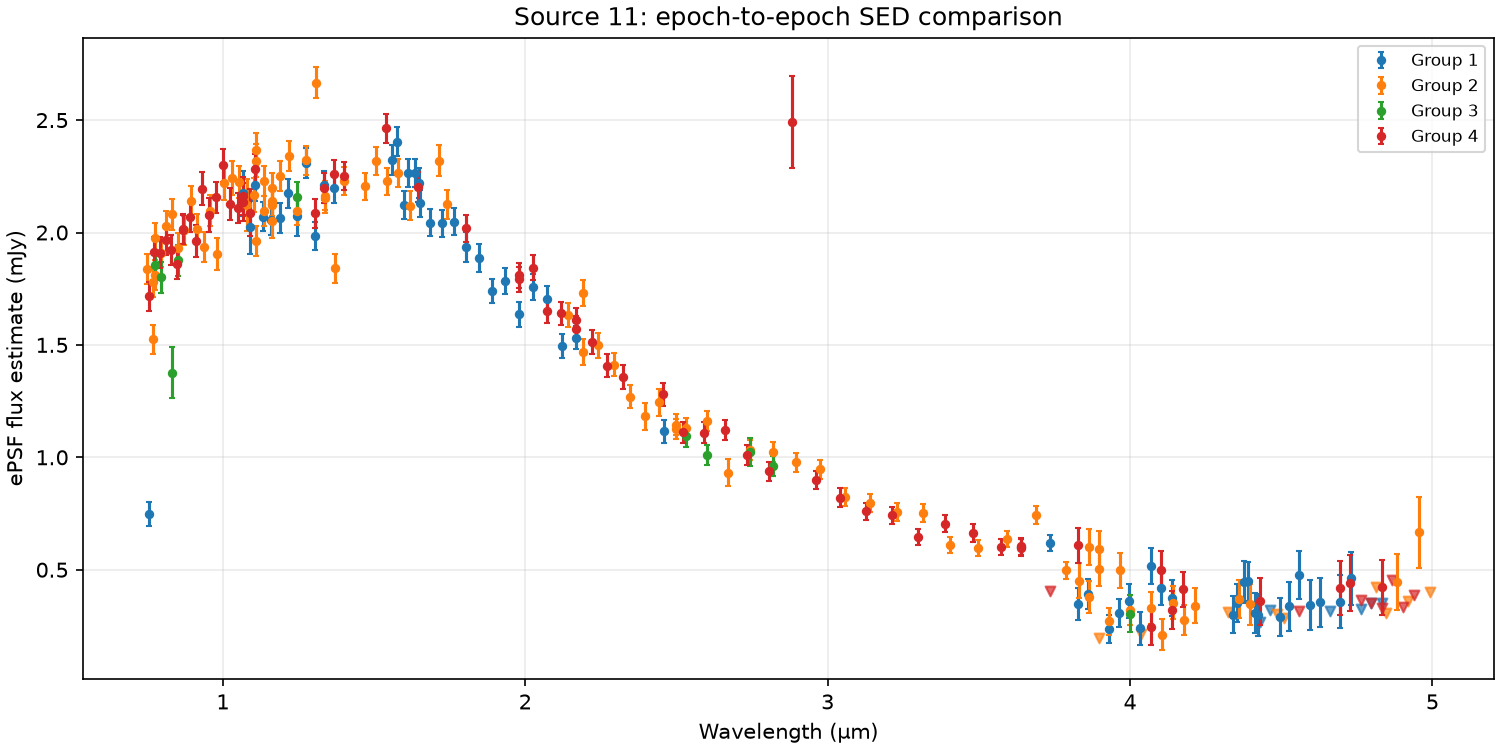 Source 11: epoch-to-epoch SED comparison
ePSF flux estimate (mJy)
2.5
2.0
1.5
1.0
0.5
Group 1
Group 2
Group 3
Group 4
1
2
3
4
5
Wavelength (µm)